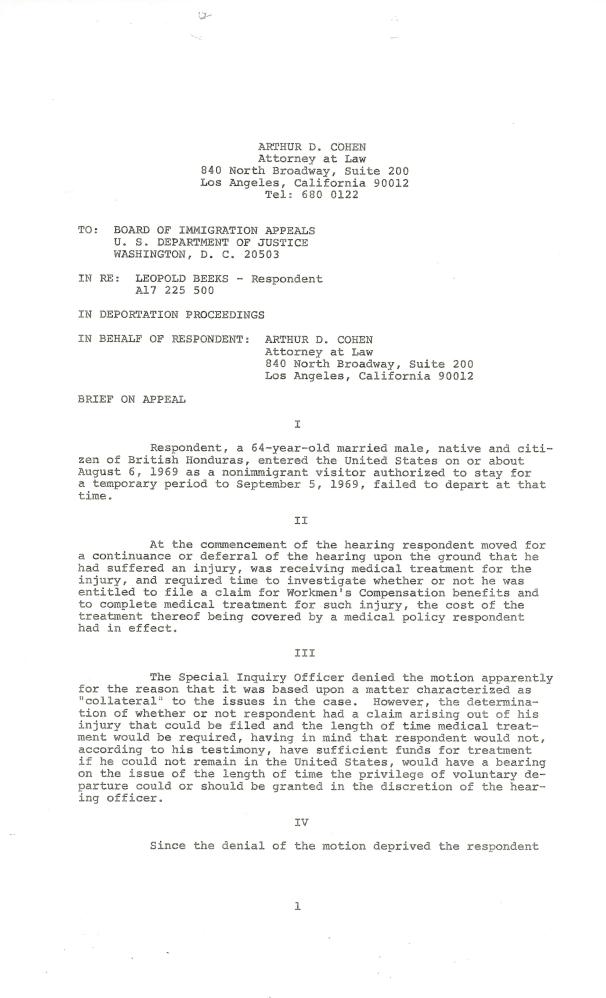 ARTHUR D. COHEN
Attorney at Law
840 North Broadway, Suite 200
Los Angeles, California 90012
Tel: 680 0122
TO: BOARD OF IMMIGRATION APPEALS
U. S. DEPARTMENT OF JUSTICE
WASHINGTON, D. C. 20503
IN RE: LEOPOLD BEEKS - Respondent
A17 225 500
IN DEPORTATION PROCEEDINGS
IN BEHALF OF RESPONDENT: ARTHUR D. COHEN
Attorney at Law
840 North Broadway, Suite 200
Los Angeles, California 90012
BRIEF ON APPEAL
I
Respondent, a 64-year-old married male, native and citi-
zen of British Honduras, entered the United States on or about
August 6, 1969 as a nonimmigrant visitor authorized to stay for
a temporary period to September 5, 1969, failed to depart at that
time.
II
At the commencement of the hearing respondent moved for
a continuance or deferral of the hearing upon the ground that he
had suffered an injury, was receiving medical treatment for the
injury, and required time to investigate whether or not he was
entitled to file a claim for Workmen's Compensation benefits and
to complete medical treatment for such injury, the cost of the
treatment thereof being covered by a medical policy respondent
had in effect.
III
The Special Inquiry Officer denied the motion apparently
for the reason that it was based upon a matter characterized as
"collateral" to the issues in the case. However, the determina-
tion of whether or not respondent had a claim arising out of his
injury that could be filed and the length of time medical treat-
ment would be required, having in mind that respondent would not,
according to his testimony, have sufficient funds for treatment
if he could not remain in the United States, would have a bearing
on the issue of the length of time the privilege of voluntary de-
parture could or should be granted in the discretion of the hear-
ing officer.
IV
Since the denial of the motion deprived the respondent
1